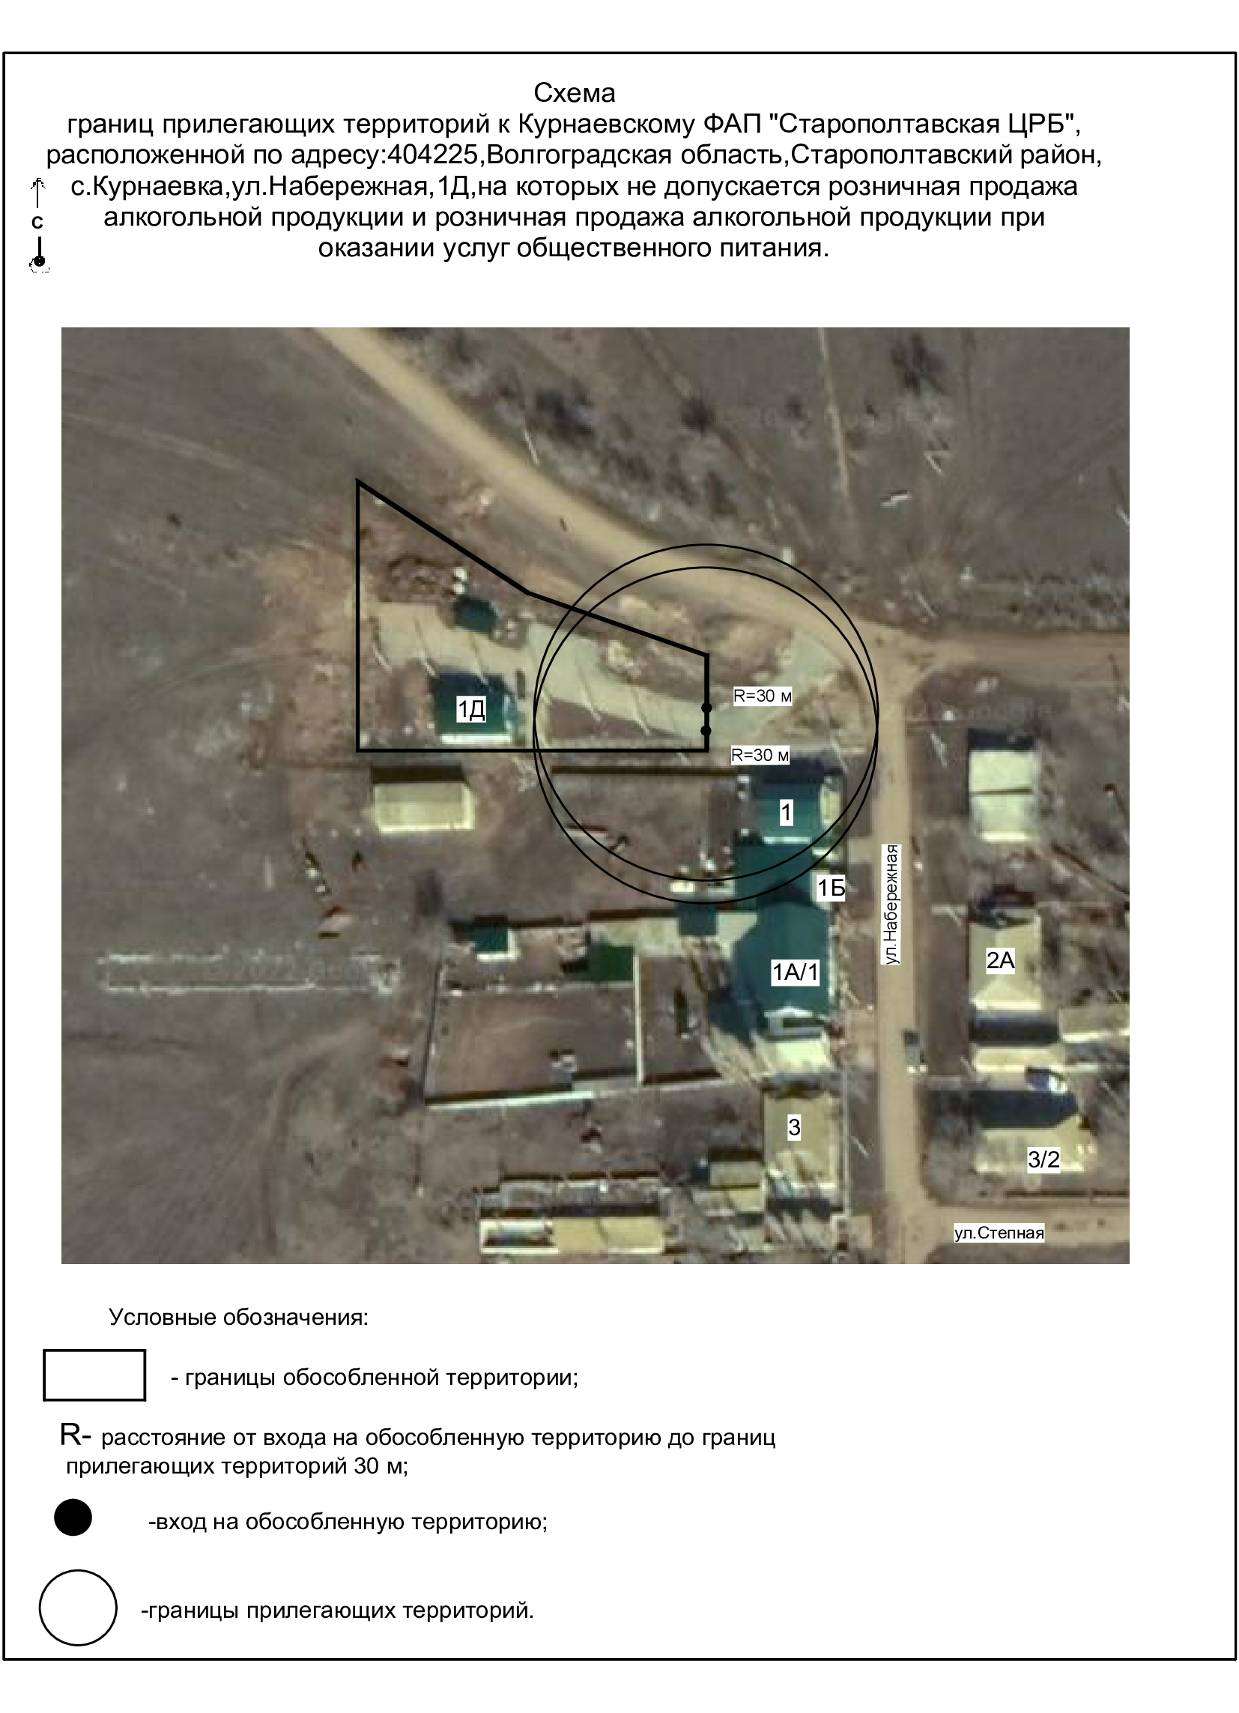 Схема
границ прилегающих территорий к Курнаевскому ФАП "Старополтавская ЦРБ",
расположенной по адресу:404225,Волгоградская область,Старополтавский район,
с.Курнаевка,ул.Набережная,1Д,на которых не допускается розничная продажа
алкогольной продукции и розничная продажа алкогольной продукции при
оказании услуг общественного питания.
с
R=30 м
1Д
R=30 м
1
1Б
ул.Набережная
1А/1
2А
3
3/2
ул.Степная
Условные обозначения:
- границы обособленной территории;
R- расстояние от входа на обособленную территорию до границ
прилегающих территорий 30 м;
-вход на обособленную территорию;
-границы прилегающих территорий.